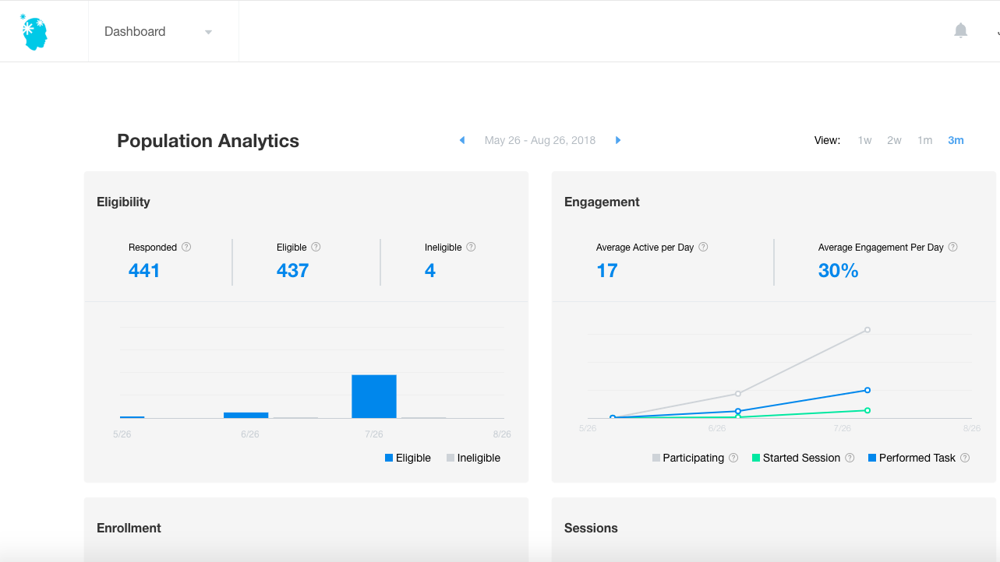 Dashboard
Population Analytics
May 26 - Aug 26, 2018
View: 1w 2w 1m 3m
Eligibility
Responded ?
441
Eligible ?
437
Ineligible ?
4
5/26 6/26 7/26 8/26
Eligible Ineligible
Engagement
Average Active per Day ?
17
Average Engagement Per Day ?
30%
5/26 6/26 7/26 8/26
Participating ? Started Session ? Performed Task ?
Enrollment
Sessions